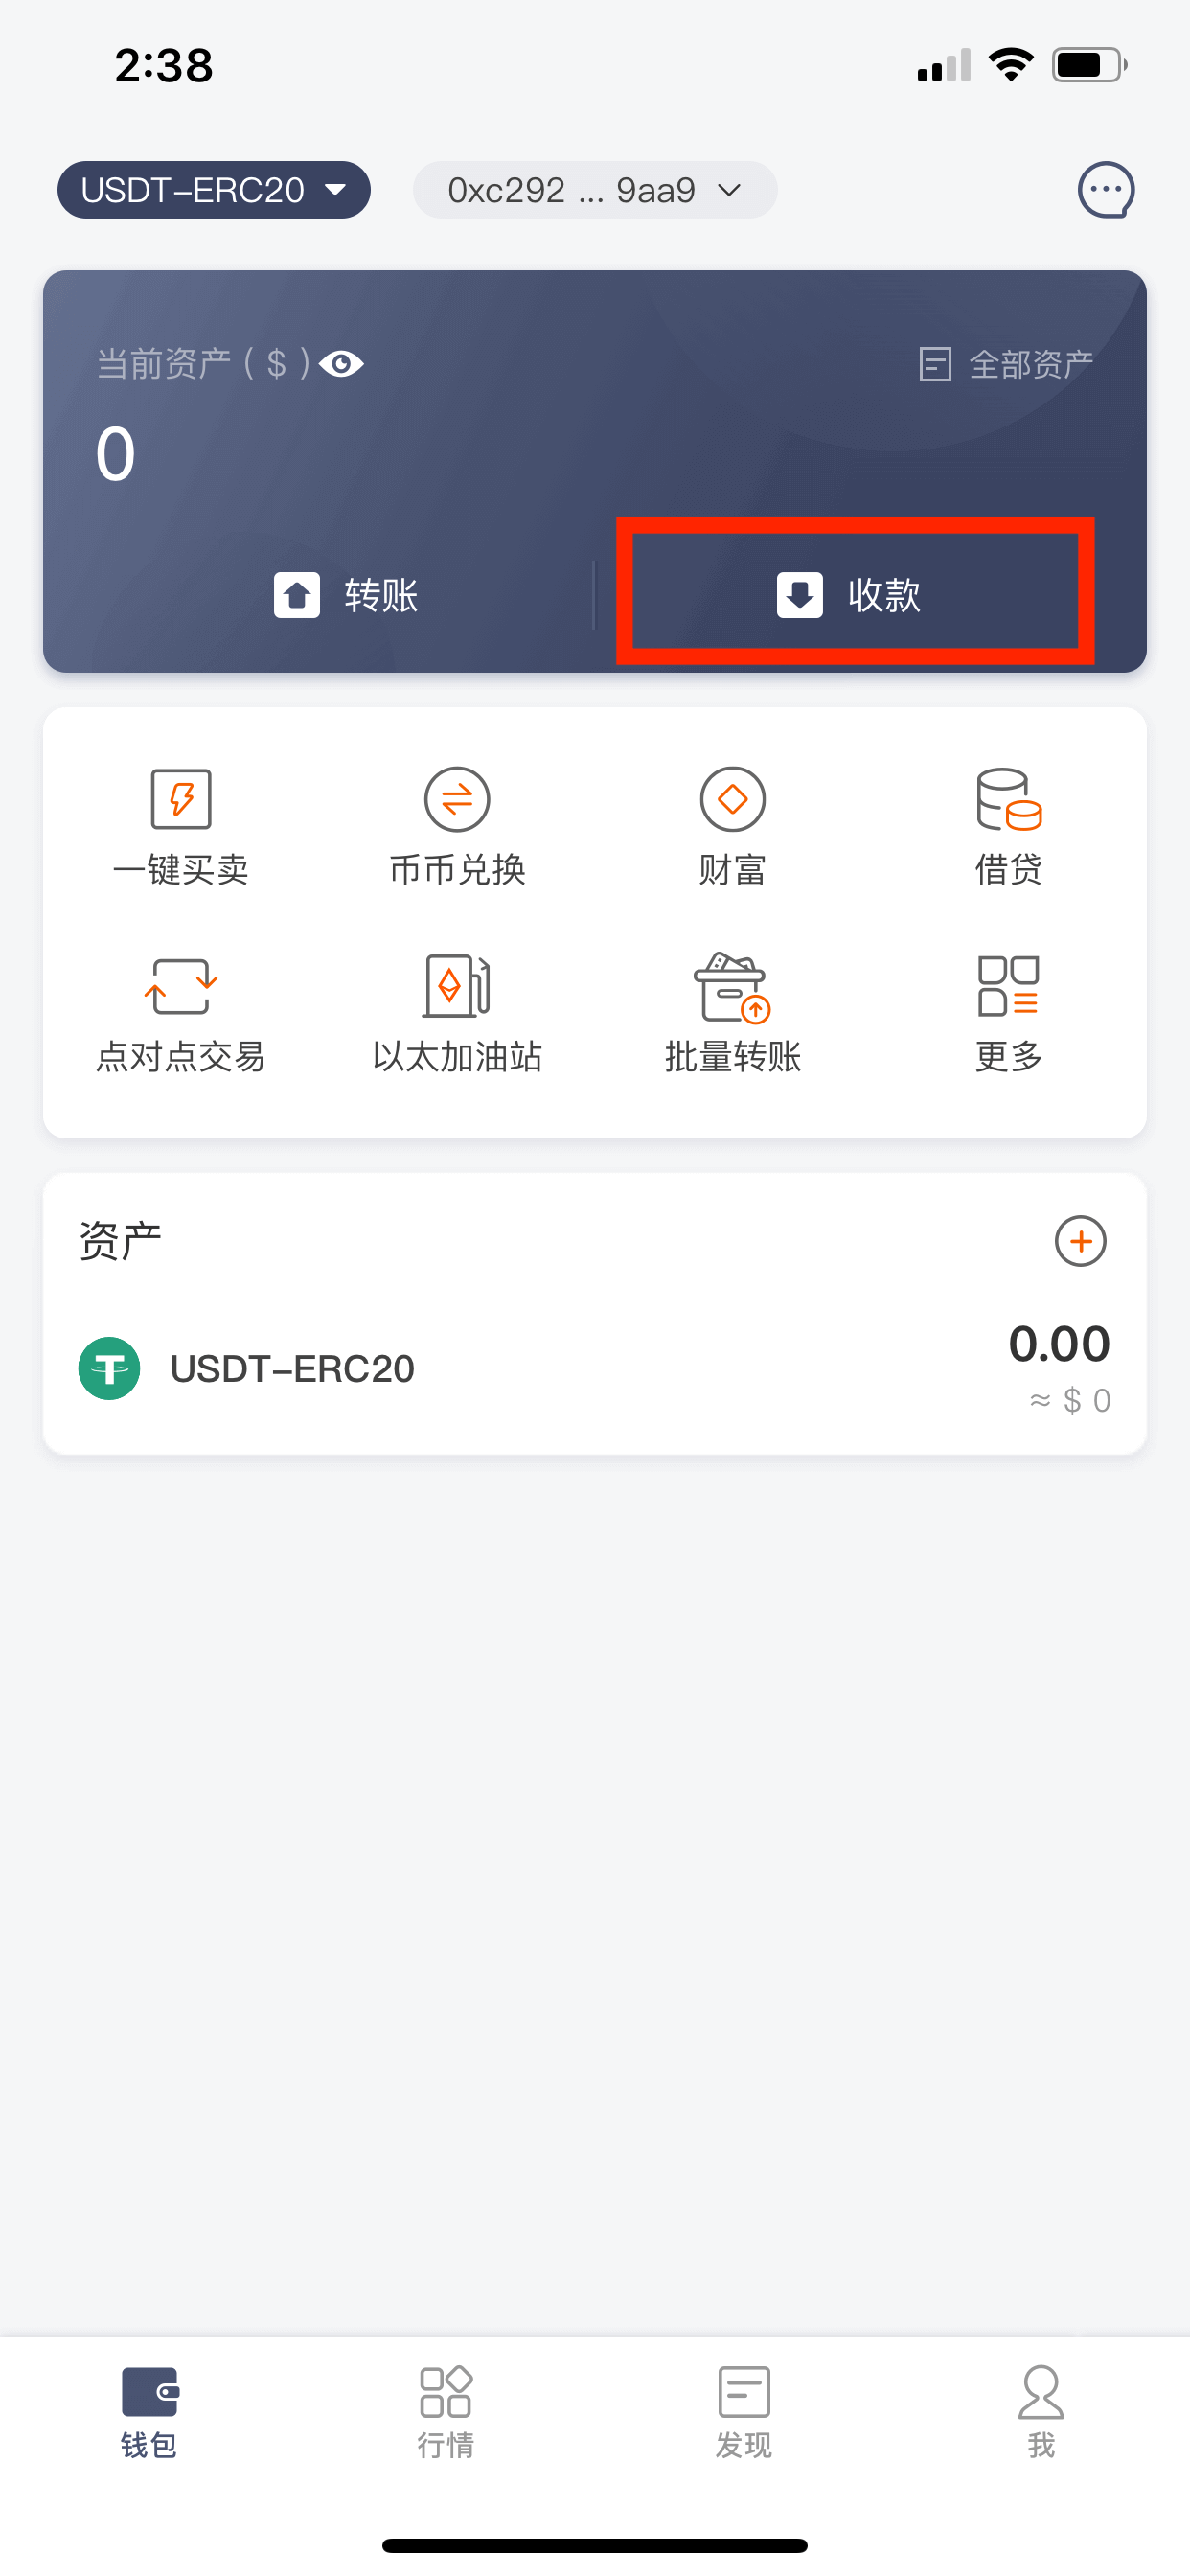 2:38
USDT-ERC20
0xc292 ... 9aa9
当前资产 ( $ )
全部资产
0
转账
收款
一键买卖
币币兑换
财富
借贷
点对点交易
以太加油站
批量转账
更多
资产
USDT-ERC20
0.00
≈ $ 0
钱包
行情
发现
我